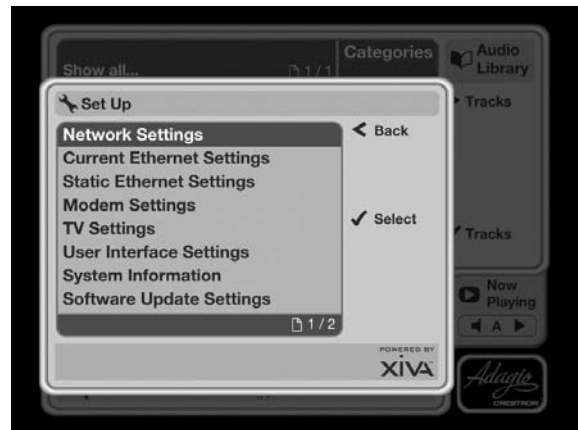 Show all...
1/1
Categories
Audio
Library
Set Up
Tracks
Network Settings
Back
Current Ethernet Settings
Static Ethernet Settings
Modem Settings
TV Settings
Select
User Interface Settings
Tracks
System Information
Software Update Settings
Now
Playing
1/2
A
POWERED BY
XiVA
Adagio
CRESTRON